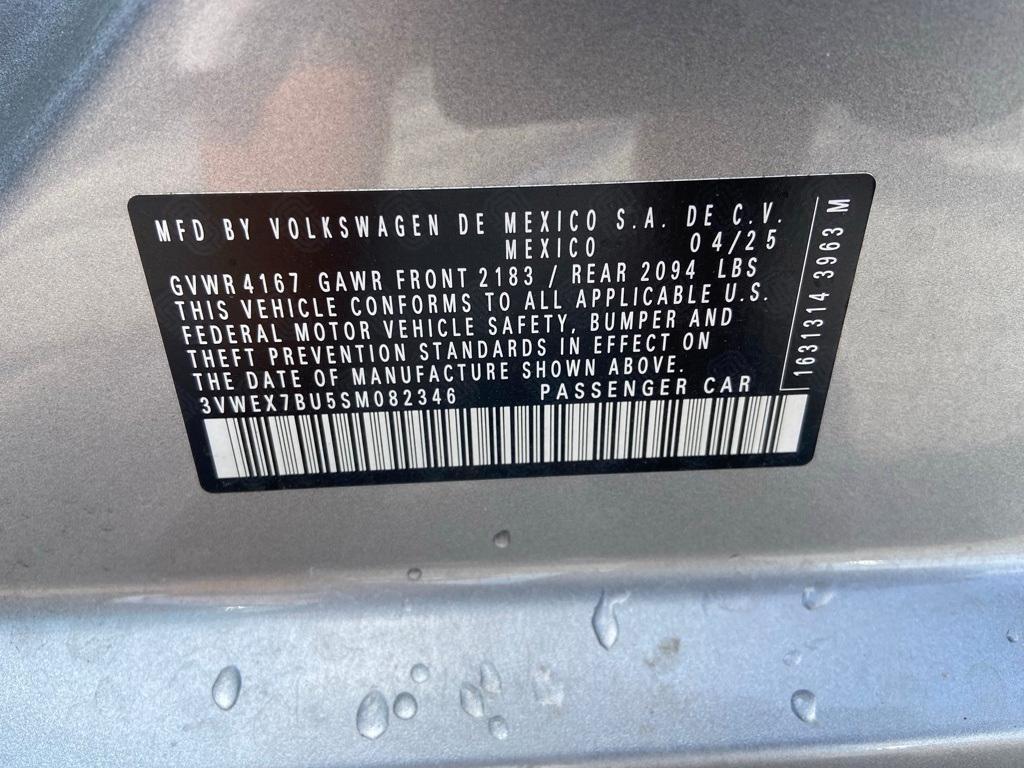 MFD BY VOLKSWAGEN DE MEXICO S.A. DE C.V.
MEXICO 04/25
GVWR 4167 GAWR FRONT 2183 / REAR 2094 LBS
THIS VEHICLE CONFORMS TO ALL APPLICABLE U.S.
FEDERAL MOTOR VEHICLE SAFETY, BUMPER AND
THEFT PREVENTION STANDARDS IN EFFECT ON
THE DATE OF MANUFACTURE SHOWN ABOVE.
3VWEX7BU5SM082346 PASSENGER CAR
1631314 3963 M